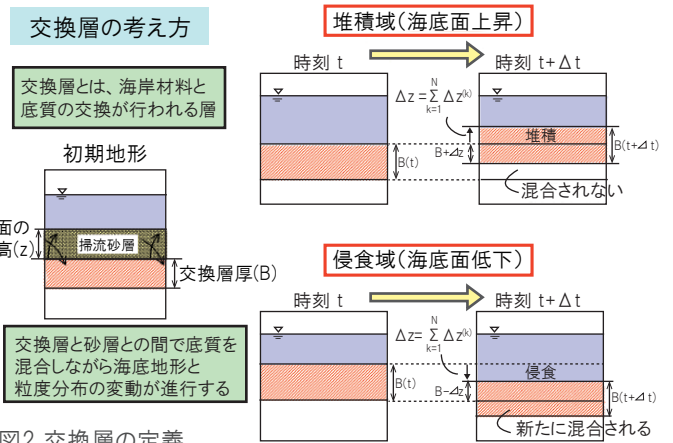 交換層の考え方
交換層とは、海岸材料と
底質の交換が行われる層
初期地形
面の
高(z)
掃流砂層
交換層厚(B)
交換層と砂層との間で底質を
混合しながら海底地形と
粒度分布の変動が進行する
図2 交換層の定義
堆積域(海底面上昇)
時刻 t
時刻 t+Δt
Δz =Σ Δz(k)
N
k=1
B(t)
B+Δz
堆積
B(t+Δt)
混合されない
侵食域(海底面低下)
時刻 t
時刻 t+Δt
Δz= Σ Δz(k)
N
k=1
B(t)
B-Δz
侵食
B(t+Δt)
新たに混合される